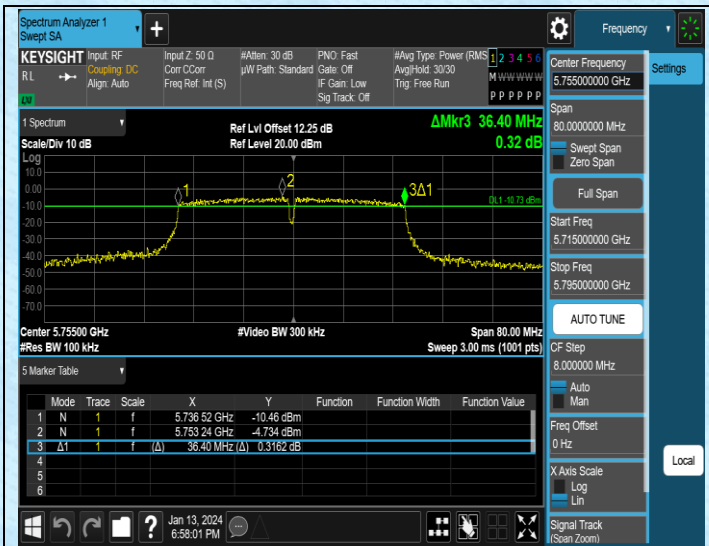 Spectrum Analyzer 1
Swept SA
Frequency
KEYSIGHT
RL
LXI
Input: RF
Coupling: DC
Align: Auto
Input Z: 50 Ω
Corr CCorr
Freq Ref: Int (S)
#Atten: 30 dB
µW Path: Standard
PNO: Fast
Gate: Off
IF Gain: Low
Sig Track: Off
#Avg Type: Power (RMS
Avg|Hold: 30/30
Trig: Free Run
1 2 3 4 5 6
M W W W W W
P P P P P P
1 Spectrum
Scale/Div 10 dB
Ref Lvl Offset 12.25 dB
Ref Level 20.00 dBm
ΔMkr3 36.40 MHz
0.32 dB
Log
10.0
0.00
-10.0
-20.0
-30.0
-40.0
-50.0
-60.0
-70.0
1
2
3Δ1
DL1 -10.73 dBm
Center 5.75500 GHz
#Res BW 100 kHz
#Video BW 300 kHz
Span 80.00 MHz
Sweep 3.00 ms (1001 pts)
5 Marker Table
Mode Trace Scale X Y Function Function Width Function Value
1 N 1 f 5.736 52 GHz -10.46 dBm
2 N 1 f 5.753 24 GHz -4.734 dBm
3 Δ1 1 f (Δ) 36.40 MHz (Δ) 0.3162 dB
4
5
6
Jan 13, 2024
6:58:01 PM
Center Frequency
5.755000000 GHz
Span
80.0000000 MHz
Swept Span
Zero Span
Full Span
Start Freq
5.715000000 GHz
Stop Freq
5.795000000 GHz
AUTO TUNE
CF Step
8.000000 MHz
Auto
Man
Freq Offset
0 Hz
X Axis Scale
Log
Lin
Signal Track
(Span Zoom)
Settings
Local